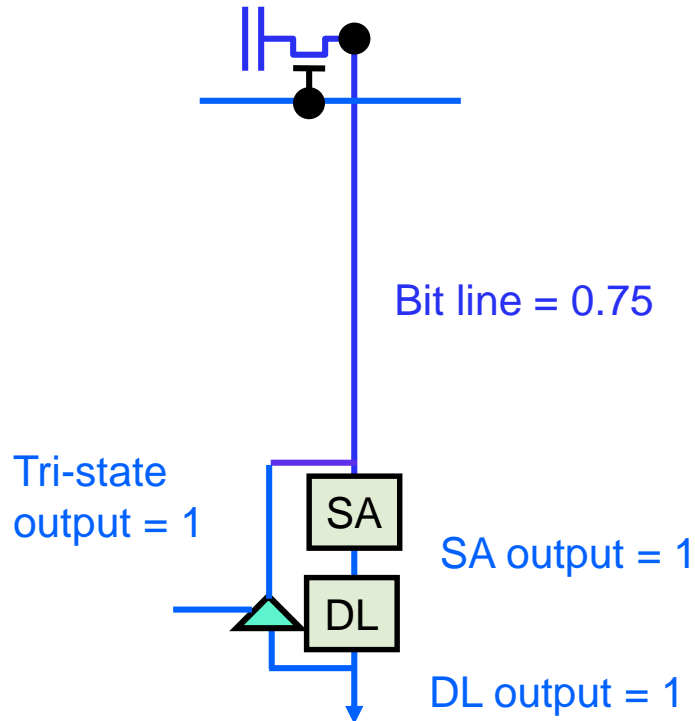 Bit line = 0.75
Tri-state
output = 1
SA
SA output = 1
DL
DL output = 1